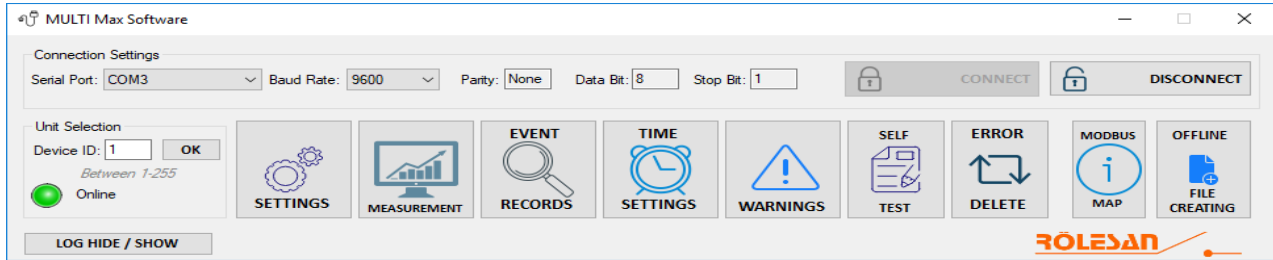 MULTI Max Software
Connection Settings
Serial Port: COM3 Baud Rate: 9600 Parity: None Data Bit: 8 Stop Bit: 1 CONNECT DISCONNECT
Unit Selection
Device ID: 1 OK
Between 1-255
Online
SETTINGS
MEASUREMENT
EVENT
RECORDS
TIME
SETTINGS
WARNINGS
SELF
TEST
ERROR
DELETE
MODBUS
i
MAP
OFFLINE
FILE
CREATING
LOG HIDE / SHOW
RÖLESAN